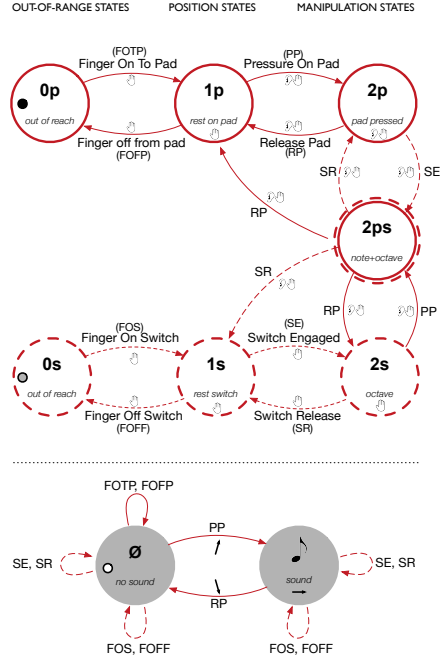 OUT-OF-RANGE STATES POSITION STATES MANIPULATION STATES
(FOTP)
Finger On To Pad
(PP)
Pressure On Pad
0p
1p
2p
out of reach
rest on pad
pad pressed
Finger off from pad
(FOFP)
Release Pad
(RP)
SR
SE
RP
2ps
note+octave
SR
RP
PP
(FOS)
Finger On Switch
(SE)
Switch Engaged
0s
1s
2s
out of reach
rest switch
octave
Finger Off Switch
(FOFF)
Switch Release
(SR)
FOTP, FOFP
PP
Ø
SE, SR
SE, SR
no sound
sound
RP
FOS, FOFF
FOS, FOFF